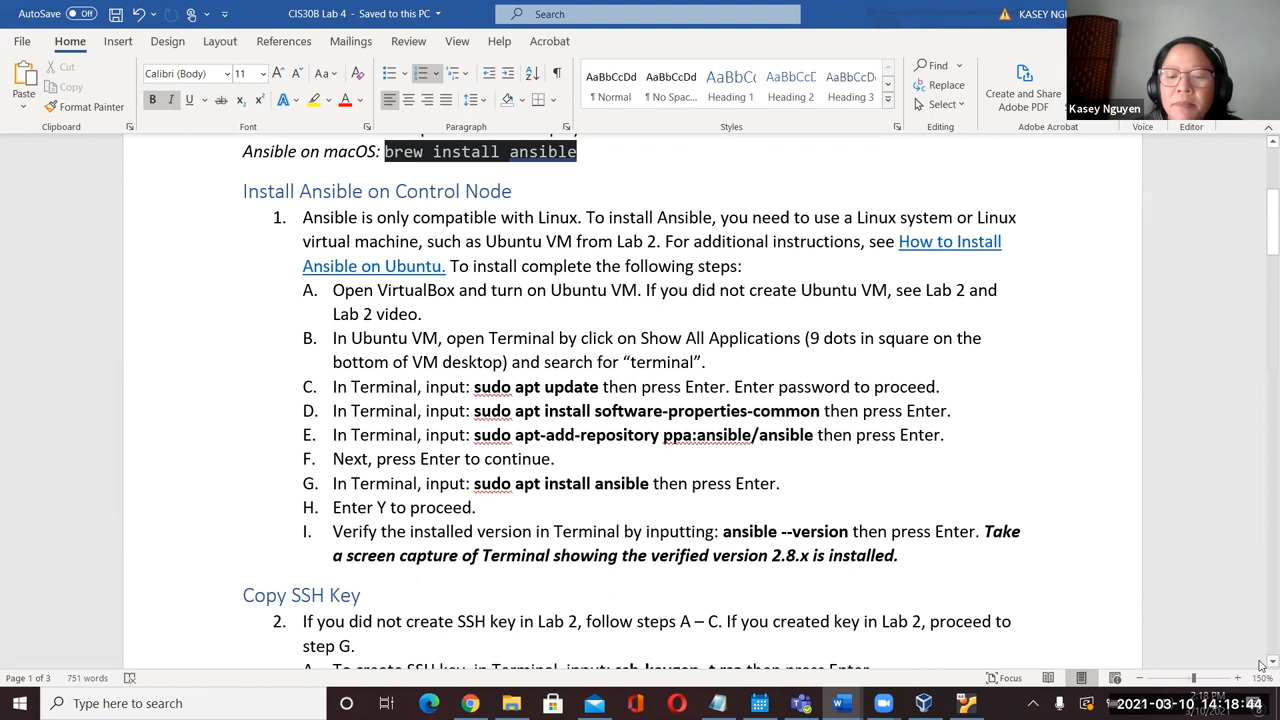 AutoSave Off CIS30B Lab 4 - Saved to this PC Search KASEY NGU
File Home Insert Design Layout References Mailings Review View Help Acrobat
Paste Cut Copy Format Painter
Calibri (Body) 11
AaBbCcDd AaBbCcDd AaBbCc AaBbCcD AaBbCcD
¶ Normal ¶ No Spac... Heading 1 Heading 2 Heading 3
Find Replace Select
Create and Share Adobe PDF
Kasey Nguyen
Clipboard Font Paragraph Styles Editing Adobe Acrobat Voice Editor
Ansible on macOS: brew install ansible
Install Ansible on Control Node
1. Ansible is only compatible with Linux. To install Ansible, you need to use a Linux system or Linux
virtual machine, such as Ubuntu VM from Lab 2. For additional instructions, see How to Install
Ansible on Ubuntu. To install complete the following steps:
A. Open VirtualBox and turn on Ubuntu VM. If you did not create Ubuntu VM, see Lab 2 and
Lab 2 video.
B. In Ubuntu VM, open Terminal by click on Show All Applications (9 dots in square on the
bottom of VM desktop) and search for “terminal”.
C. In Terminal, input: sudo apt update then press Enter. Enter password to proceed.
D. In Terminal, input: sudo apt install software-properties-common then press Enter.
E. In Terminal, input: sudo apt-add-repository ppa:ansible/ansible then press Enter.
F. Next, press Enter to continue.
G. In Terminal, input: sudo apt install ansible then press Enter.
H. Enter Y to proceed.
I. Verify the installed version in Terminal by inputting: ansible --version then press Enter. Take
a screen capture of Terminal showing the verified version 2.8.x is installed.
Copy SSH Key
2. If you did not create SSH key in Lab 2, follow steps A – C. If you created key in Lab 2, proceed to
step G.
A. To create SSH key, in Terminal, input: ssh-keygen -t rsa then press Enter.
Page 1 of 3 751 words Focus 150%
Type here to search 2021-03-10 14:18:44